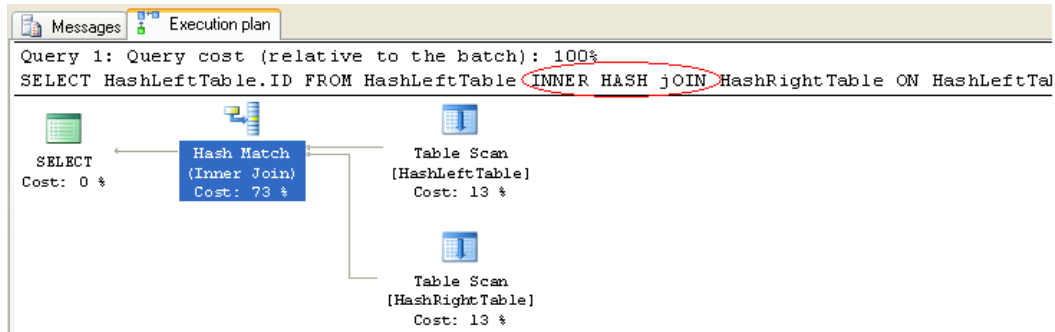 Messages
Execution plan
Query 1: Query cost (relative to the batch): 100%
SELECT HashLeftTable.ID FROM HashLeftTable INNER HASH jOIN HashRightTable ON HashLeftTal
SELECT
Cost: 0 %
Hash Match
(Inner Join)
Cost: 73 %
Table Scan
[HashLeftTable]
Cost: 13 %
Table Scan
[HashRightTable]
Cost: 13 %